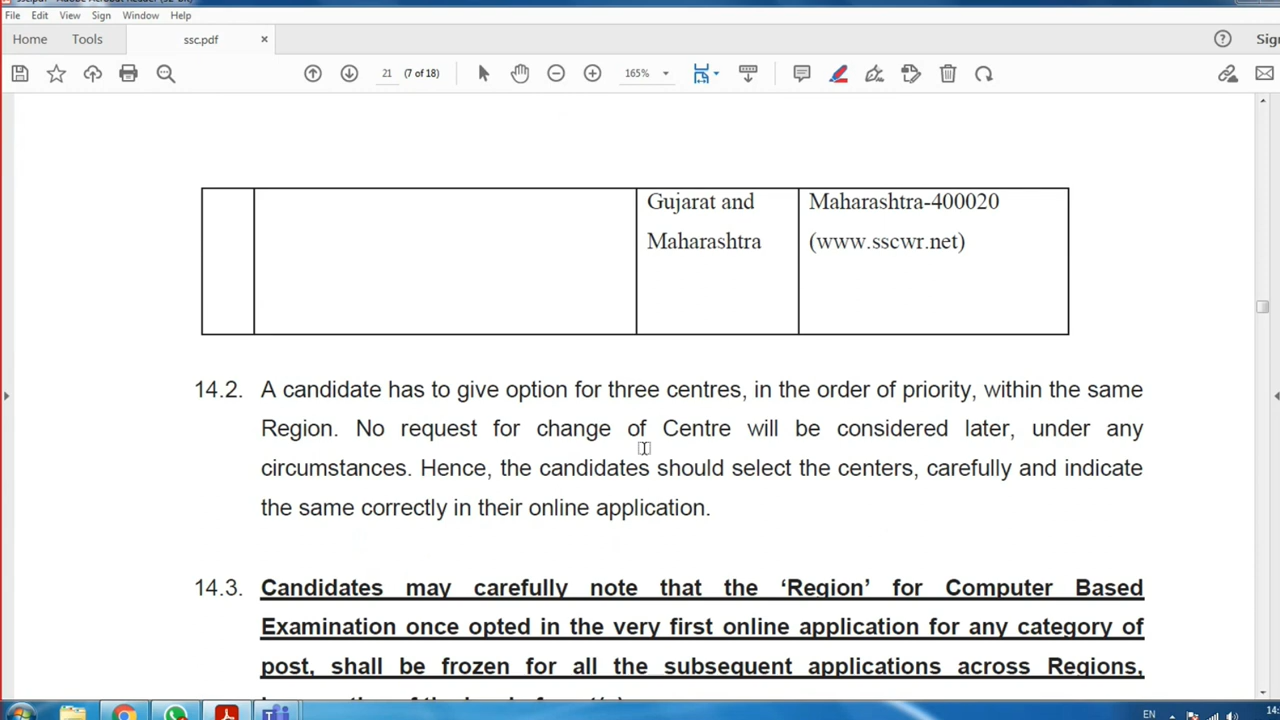 File Edit View Sign Window Help
Home Tools ssc.pdf
21 (7 of 18) 165%
Gujarat and
Maharashtra
Maharashtra-400020
(www.sscwr.net)
14.2. A candidate has to give option for three centres, in the order of priority, within the same
Region. No request for change of Centre will be considered later, under any
circumstances. Hence, the candidates should select the centers, carefully and indicate
the same correctly in their online application.
14.3. Candidates may carefully note that the ‘Region’ for Computer Based
Examination once opted in the very first online application for any category of
post, shall be frozen for all the subsequent applications across Regions,
EN